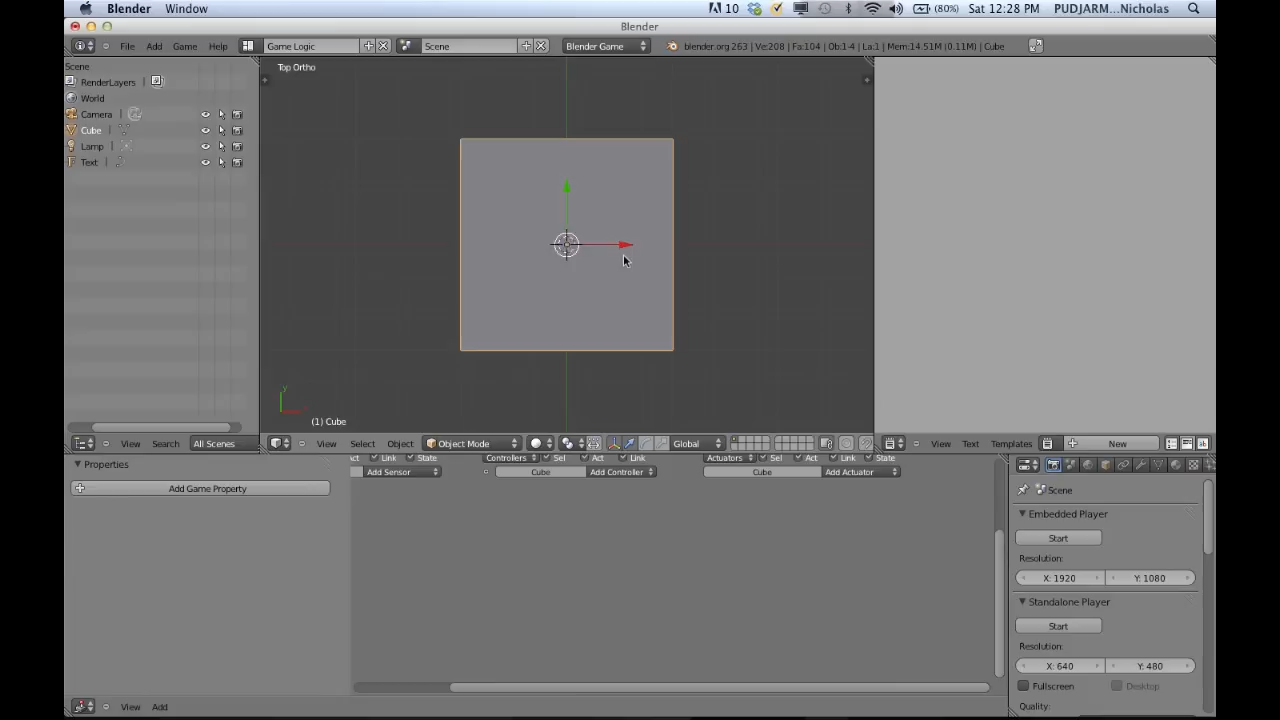 Blender Window 10 (80%) Sat 12:28 PM PUDJARM...Nicholas
Blender
File Add Game Help Game Logic Scene Blender Game blender.org 263 | Ve:208 | Fa:104 | Ob:1-4 | La:1 | Mem:14.51M (0.11M) | Cube
Scene
RenderLayers
World
Camera
Cube
Lamp
Text
View Search All Scenes
Top Ortho
y
(1) Cube
View Select Object Object Mode Global
View Text Templates New
Properties
Add Game Property
ct Link State Controllers Sel Act Link Actuators Sel Act Link State
Add Sensor Cube Add Controller Cube Add Actuator
View Add
Scene
Embedded Player
Start
Resolution:
X: 1920 Y: 1080
Standalone Player
Start
Resolution:
X: 640 Y: 480
Fullscreen Desktop
Quality: